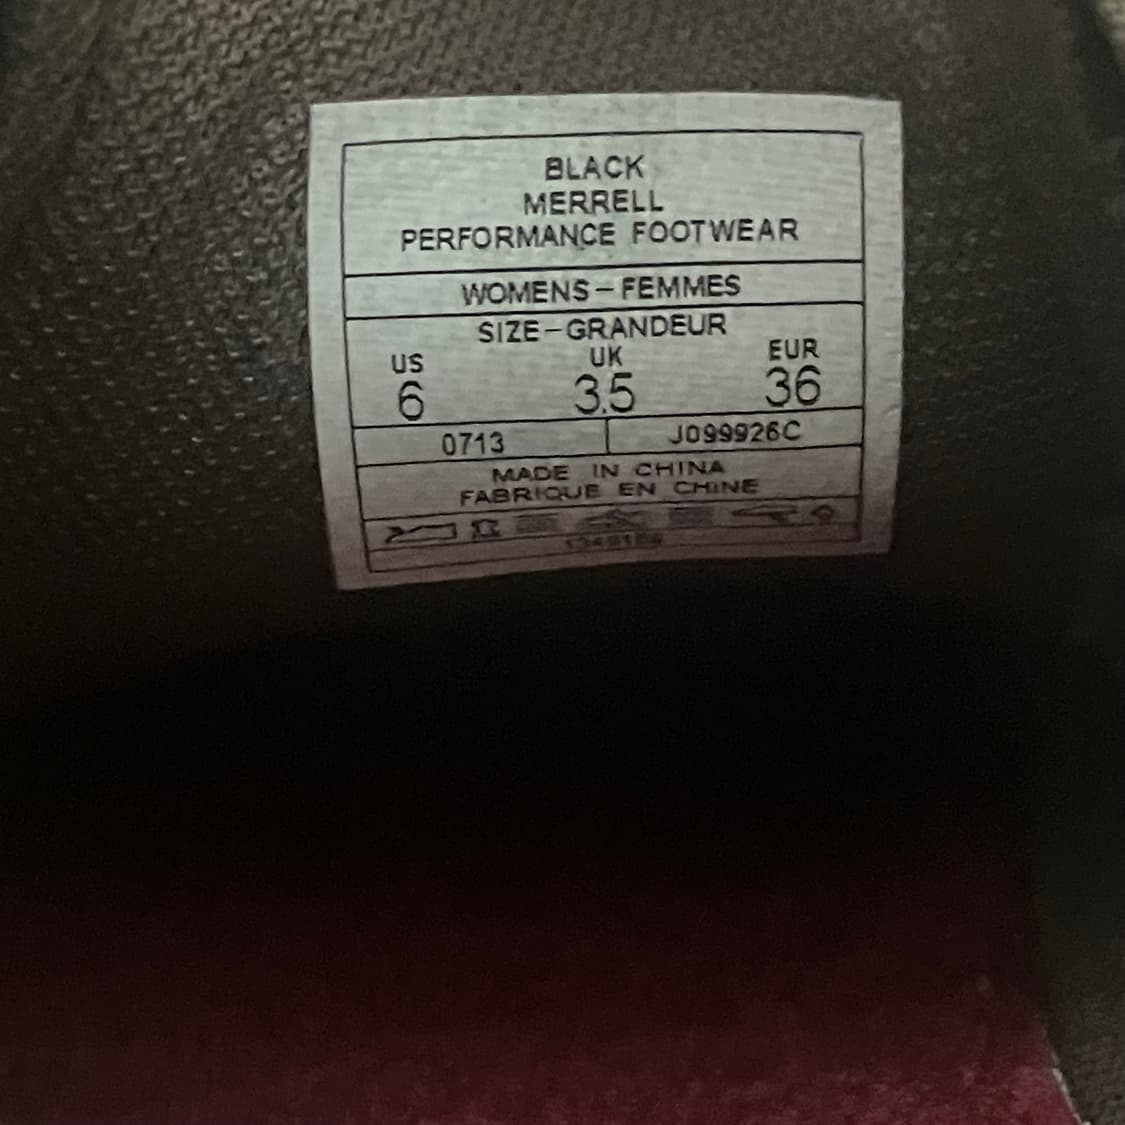 BLACK
MERRELL
PERFORMANCE FOOTWEAR
WOMENS - FEMMES
SIZE - GRANDEUR
US UK EUR
6 3.5 36
0713 J099926C
MADE IN CHINA
FABRIQUE EN CHINE